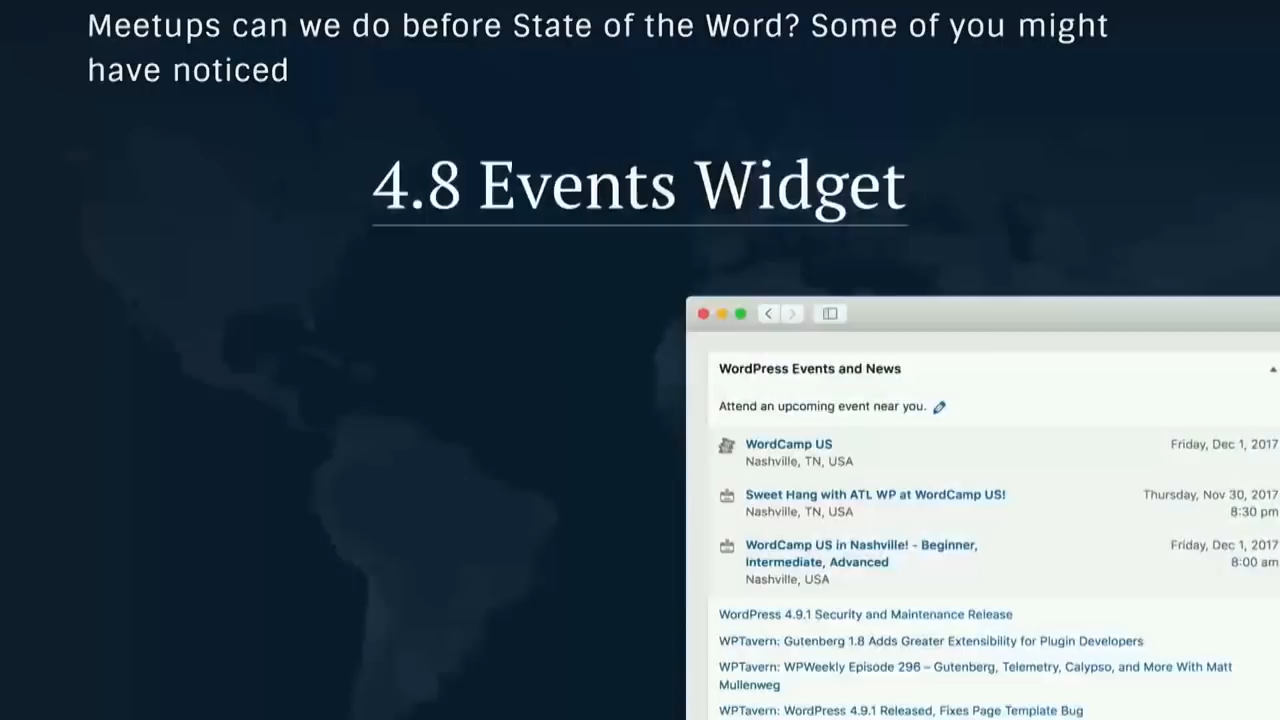 Meetups can we do before State of the Word? Some of you might
have noticed
4.8 Events Widget
WordPress Events and News
Attend an upcoming event near you.
WordCamp US
Friday, Dec 1, 2017
Nashville, TN, USA
Sweet Hang with ATL WP at WordCamp US!
Thursday, Nov 30, 2017
Nashville, TN, USA
8:30 pm
WordCamp US in Nashville! - Beginner,
Friday, Dec 1, 2017
Intermediate, Advanced
8:00 am
Nashville, USA
WordPress 4.9.1 Security and Maintenance Release
WPTavern: Gutenberg 1.8 Adds Greater Extensibility for Plugin Developers
WPTavern: WPWeekly Episode 296 – Gutenberg, Telemetry, Calypso, and More With Matt
Mullenweg
WPTavern: WordPress 4.9.1 Released, Fixes Page Template Bug